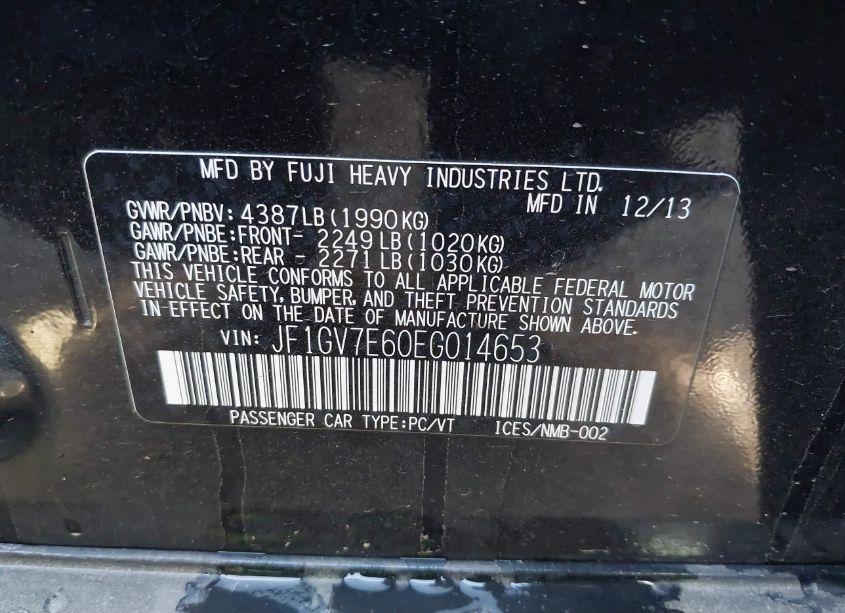 MFD BY FUJI HEAVY INDUSTRIES LTD.
MFD IN 12/13
GVWR/PNBV: 4387LB(1990KG)
GAWR/PNBE:FRONT- 2249LB(1020KG)
GAWR/PNBE:REAR - 2271LB(1030KG)
THIS VEHICLE CONFORMS TO ALL APPLICABLE FEDERAL MOTOR
VEHICLE SAFETY, BUMPER, AND THEFT PREVENTION STANDARDS
IN-EFFECT ON THE DATE OF MANUFACTURE SHOWN ABOVE.
VIN: JF1GV7E60EG014653
PASSENGER CAR TYPE:PC/VT ICES/NMB-002